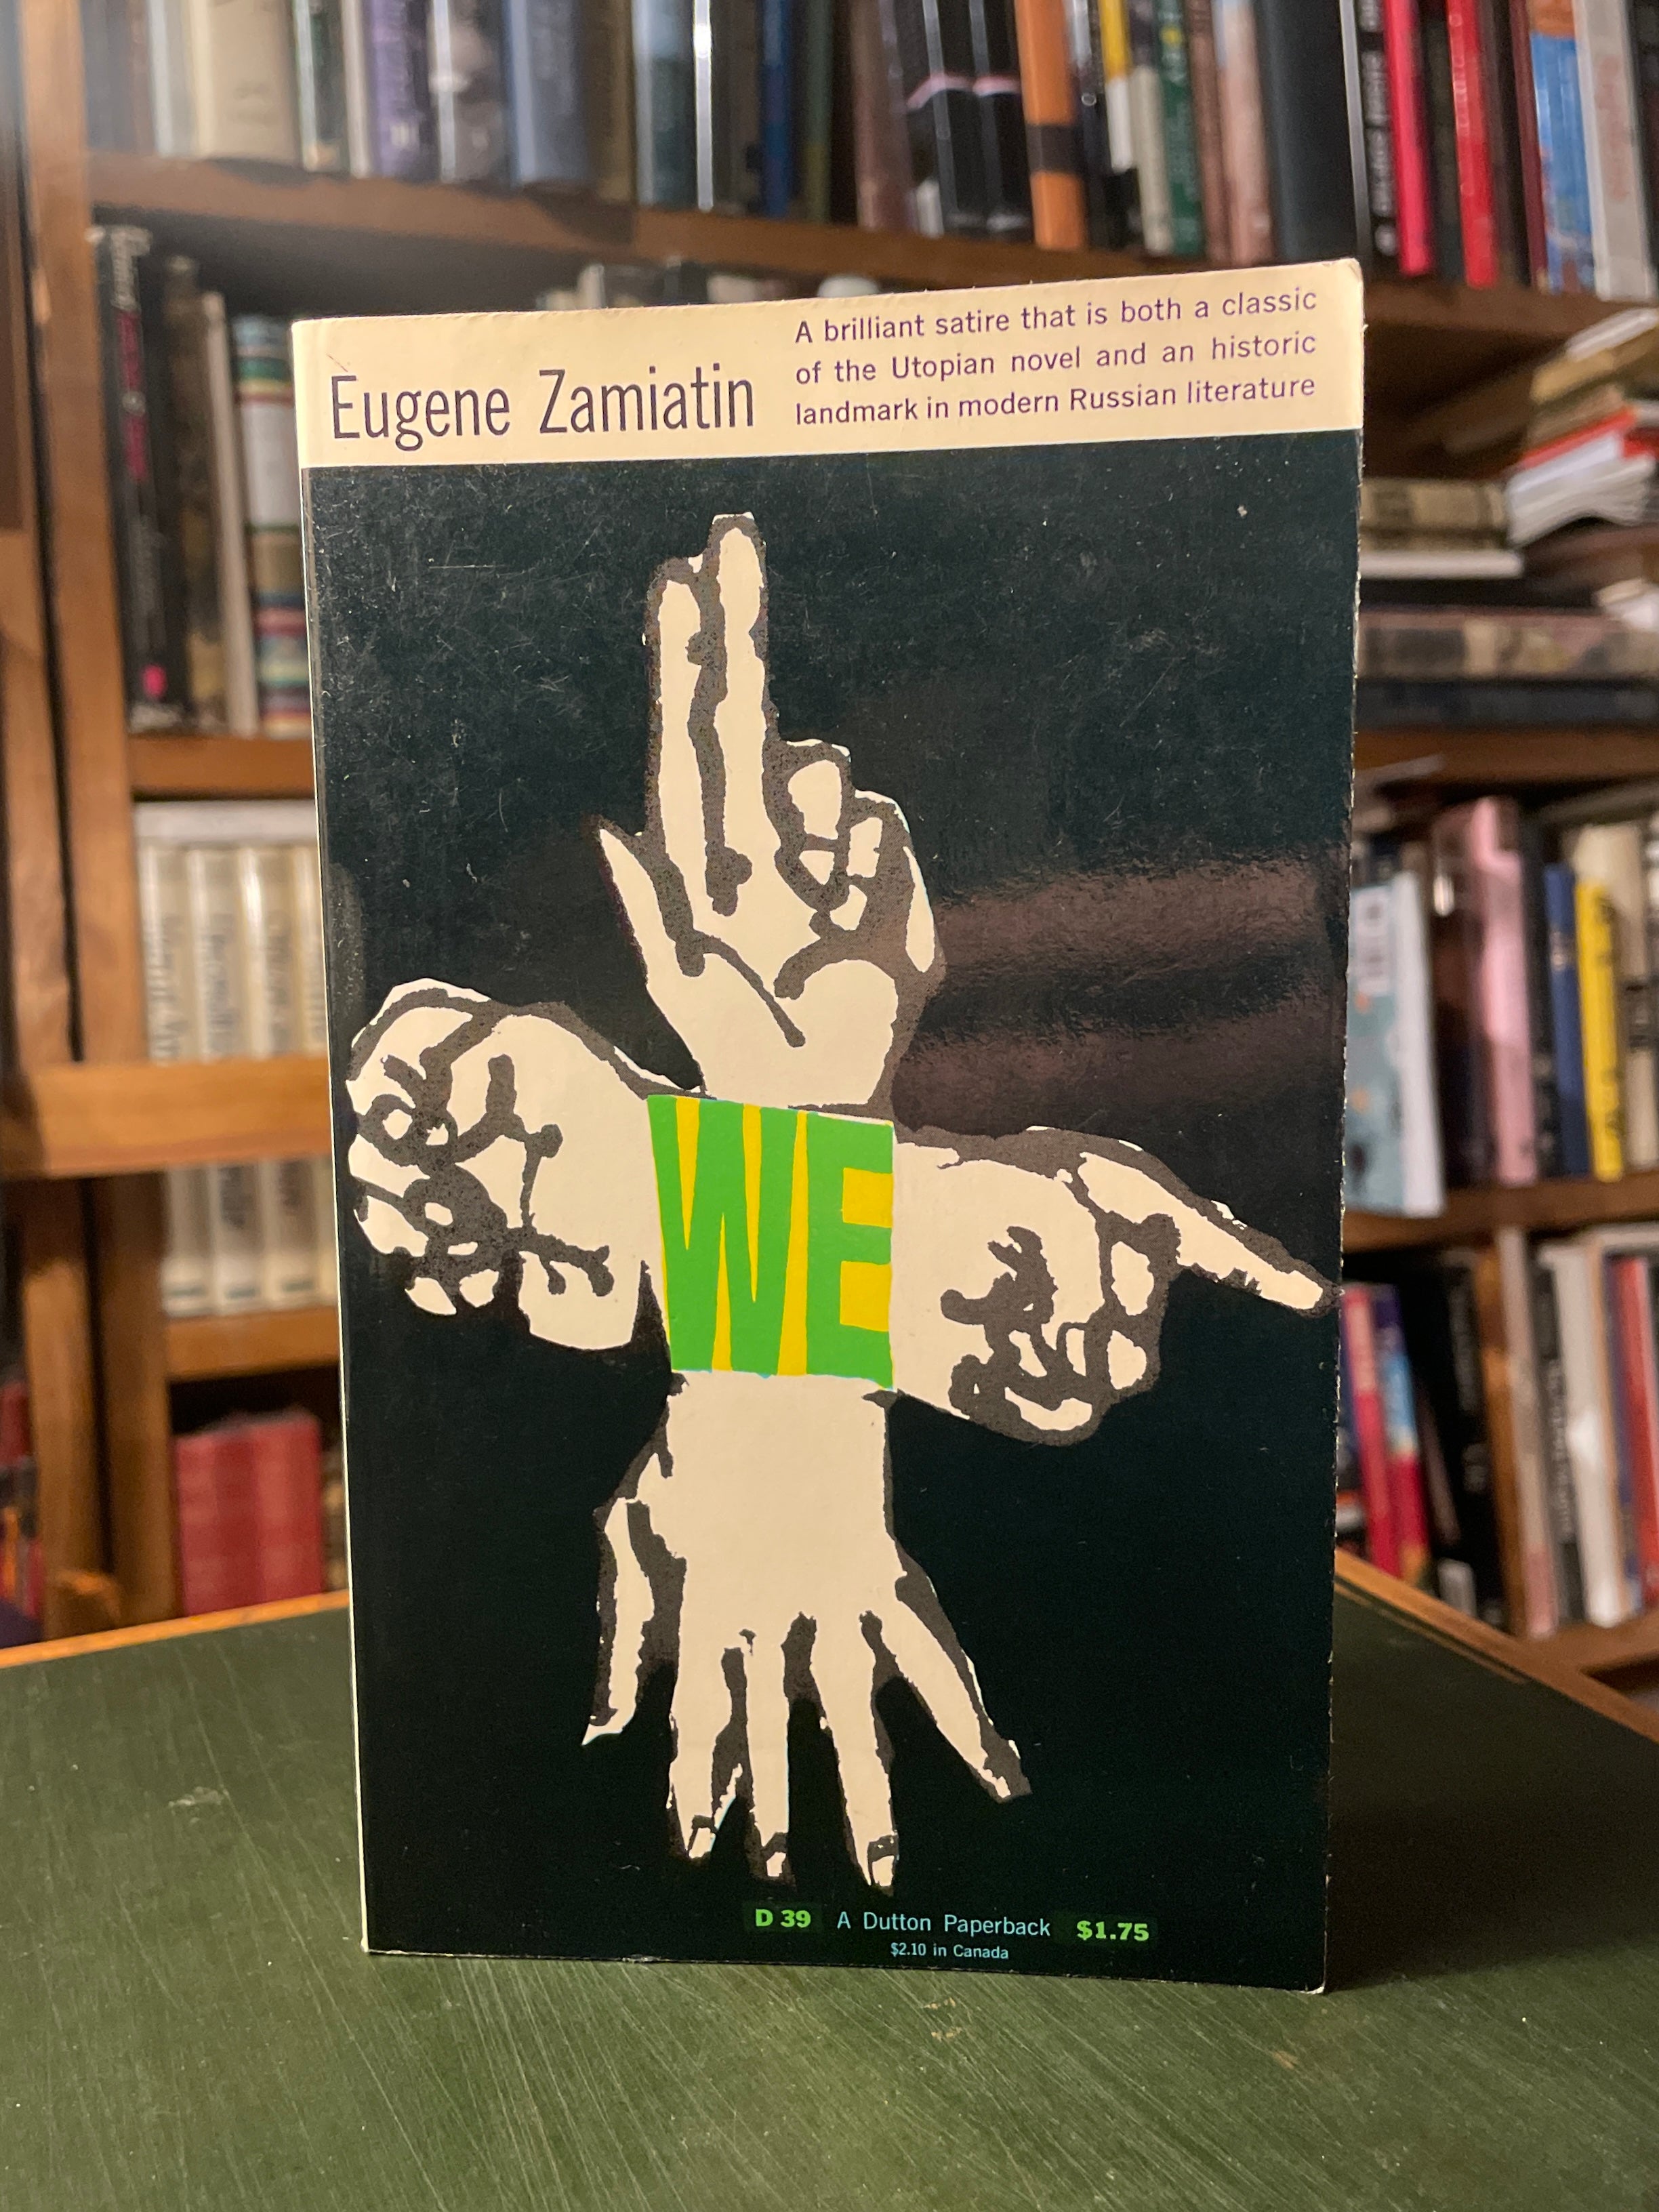 Eugene Zamiatin
A brilliant satire that is both a classic
of the Utopian novel and an historic
landmark in modern Russian literature
WE
D 39 A Dutton Paperback $1.75
$2.10 in Canada